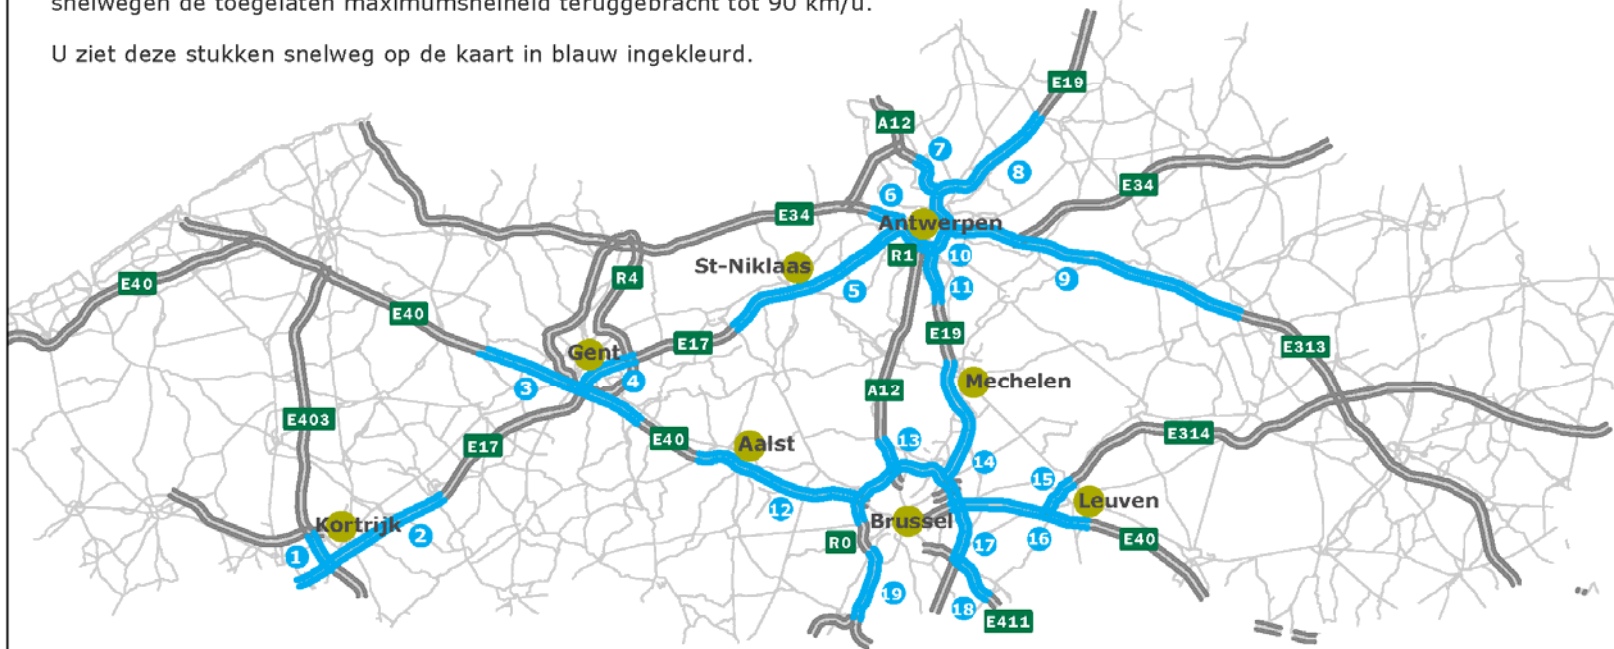 snelwegen de toegelaten maximumsnelheid teruggebracht tot 90 km/u.
U ziet deze stukken snelweg op de kaart in blauw ingekleurd.
E19
A12
7
8
E34
6
E34
Antwerpen
R1
10
St-Niklaas
R4
9
E40
5
11
E40
E19
E17
E313
Gent
4
3
Mechelen
A12
E403
E314
E40
Aalst
13
E17
14
15
Leuven
12
Brussel
Kortrijk
2
R0
17
16
E40
1
19
18
E411